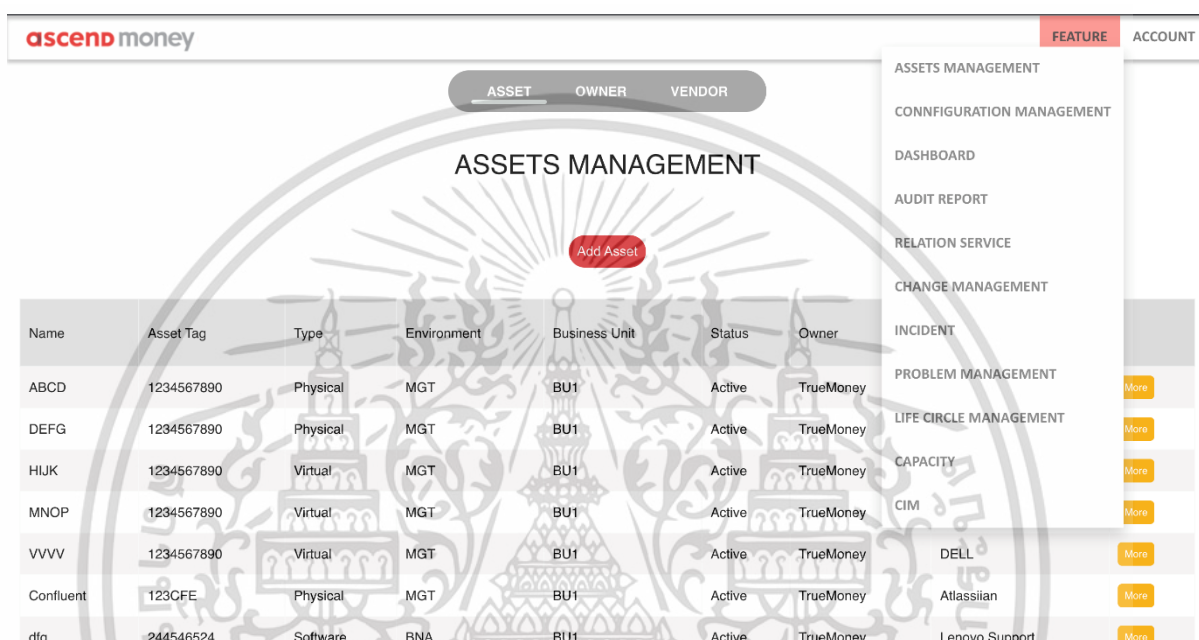 ascend money
FEATURE ACCOUNT
ASSET OWNER VENDOR
ASSETS MANAGEMENT
CONNFIGURATION MANAGEMENT
DASHBOARD
AUDIT REPORT
RELATION SERVICE
CHANGE MANAGEMENT
INCIDENT
PROBLEM MANAGEMENT
LIFE CIRCLE MANAGEMENT
CAPACITY
CIM
ASSETS MANAGEMENT
Add Asset
Name Asset Tag Type Environment Business Unit Status Owner
ABCD 1234567890 Physical MGT BU1 Active TrueMoney More
DEFG 1234567890 Physical MGT BU1 Active TrueMoney More
HIJK 1234567890 Virtual MGT BU1 Active TrueMoney More
MNOP 1234567890 Virtual MGT BU1 Active TrueMoney More
VVVV 1234567890 Virtual MGT BU1 Active TrueMoney DELL More
Confluent 123CFE Physical MGT BU1 Active TrueMoney Atlassiian More
dfg 244546524 Software BNA BU1 Active TrueMoney Lenovo Support More